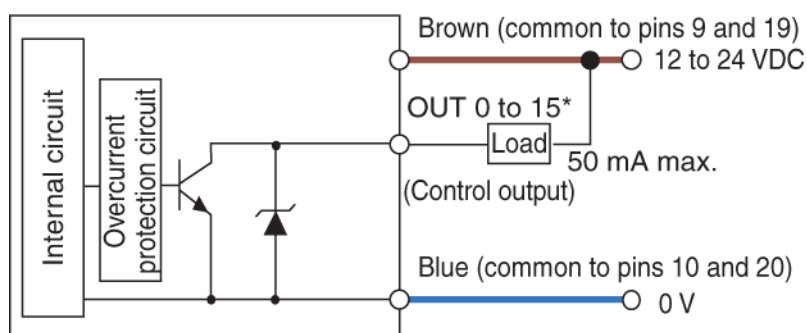 Internal circuit
Overcurrent
protection circuit
Brown (common to pins 9 and 19)
12 to 24 VDC
OUT 0 to 15*
Load
50 mA max.
(Control output)
Blue (common to pins 10 and 20)
0 V